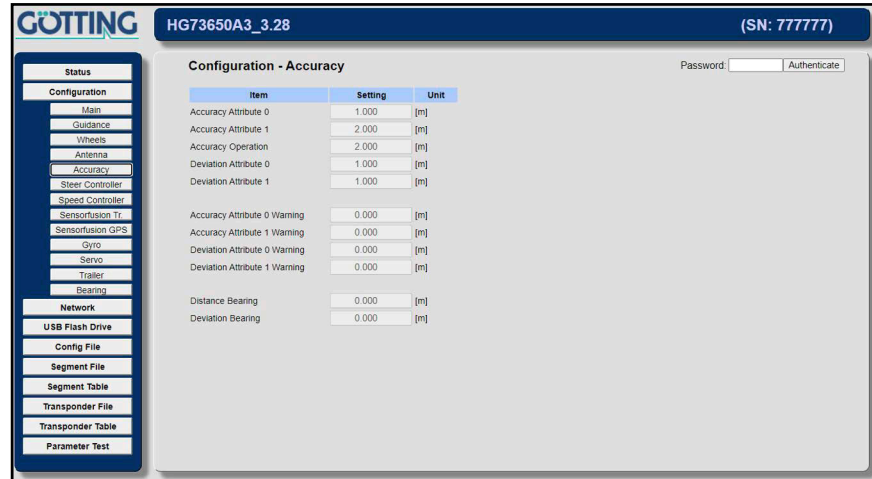 GÖTTING
HG73650A3_3.28 (SN: 777777)
Status
Configuration
Main
Guidance
Wheels
Antenna
Accuracy
Steer Controller
Speed Controller
Sensorfusion Tr.
Sensorfusion GPS
Gyro
Servo
Trailer
Bearing
Network
USB Flash Drive
Config File
Segment File
Segment Table
Transponder File
Transponder Table
Parameter Test
Configuration - Accuracy
Password: Authenticate
Item Setting Unit
Accuracy Attribute 0 1.000 [m]
Accuracy Attribute 1 2.000 [m]
Accuracy Operation 2.000 [m]
Deviation Attribute 0 1.000 [m]
Deviation Attribute 1 1.000 [m]
Accuracy Attribute 0 Warning 0.000 [m]
Accuracy Attribute 1 Warning 0.000 [m]
Deviation Attribute 0 Warning 0.000 [m]
Deviation Attribute 1 Warning 0.000 [m]
Distance Bearing 0.000 [m]
Deviation Bearing 0.000 [m]